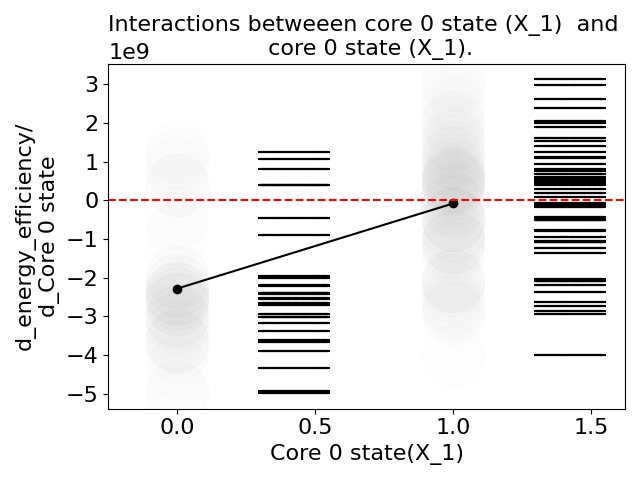 Interactions betweeen core 0 state (X_1)  and
core 0 state (X_1).
1e9
3
2
1
0
−1
−2
−3
−4
−5
d_energy_efficiency/
d_Core 0 state
0.0 0.5 1.0 1.5
Core 0 state(X_1)